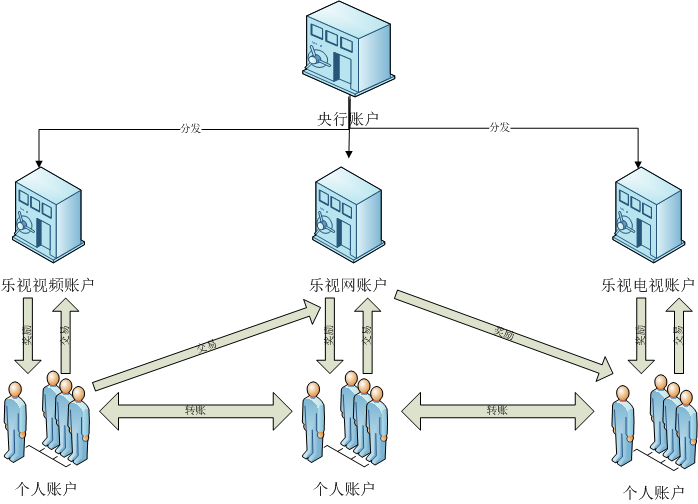 央行账户
分发
分发
乐视视频账户
乐视网账户
乐视电视账户
奖励
交易
交易
奖励
交易
奖励
奖励
交易
转账
转账
个人账户
个人账户
个人账户